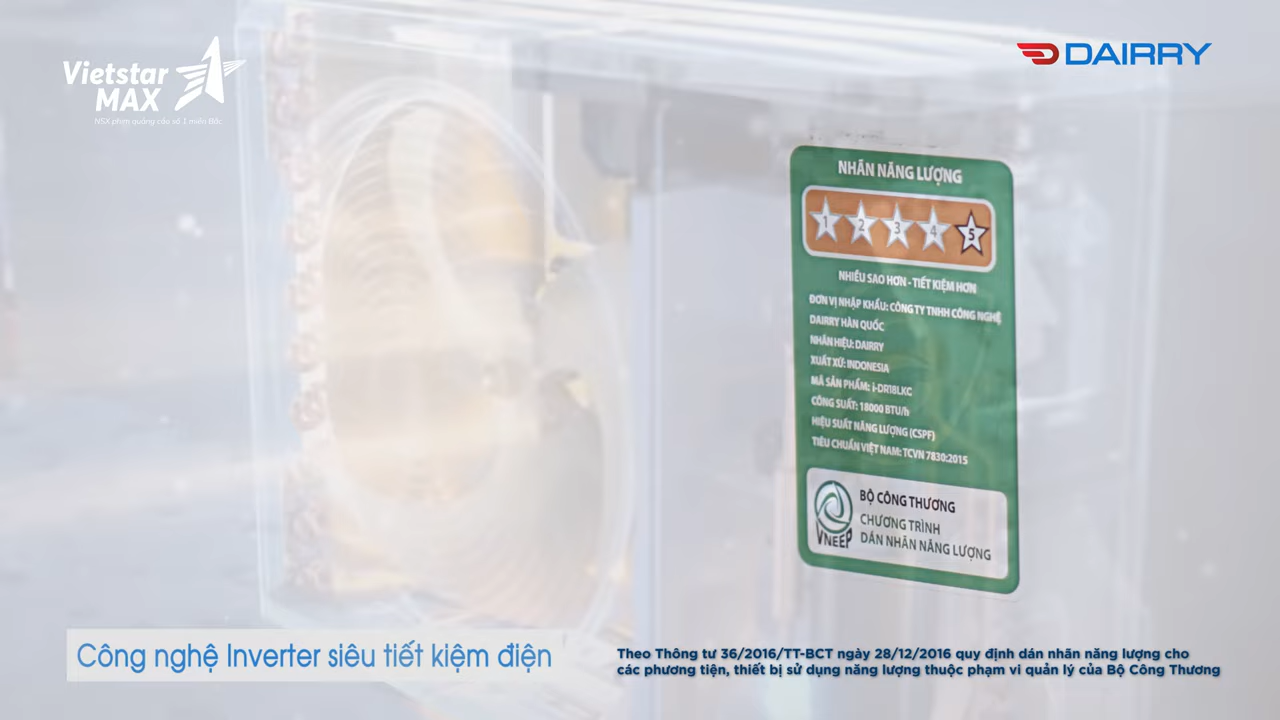 Vietstar
MAX
NSX phim quảng cáo số 1 miền Bắc
DAIRRY
NHÃN NĂNG LƯỢNG
1 2 3 4 5
NHIỀU SAO HƠN - TIẾT KIỆM HƠN
ĐƠN VỊ NHẬP KHẨU: CÔNG TY TNHH CÔNG NGHỆ
DAIRRY HÀN QUỐC
NHÃN HIỆU: DAIRRY
XUẤT XỨ: INDONESIA
MÃ SẢN PHẨM: i-DR18LKC
CÔNG SUẤT: 18000 BTU/h
HIỆU SUẤT NĂNG LƯỢNG (CSPF)
TIÊU CHUẨN VIỆT NAM: TCVN 7830:2015
VNEEP
BỘ CÔNG THƯƠNG
CHƯƠNG TRÌNH
DÁN NHÃN NĂNG LƯỢNG
Công nghệ Inverter siêu tiết kiệm điện
Theo Thông tư 36/2016/TT-BCT ngày 28/12/2016 quy định dán nhãn năng lượng cho
các phương tiện, thiết bị sử dụng năng lượng thuộc phạm vi quản lý của Bộ Công Thương